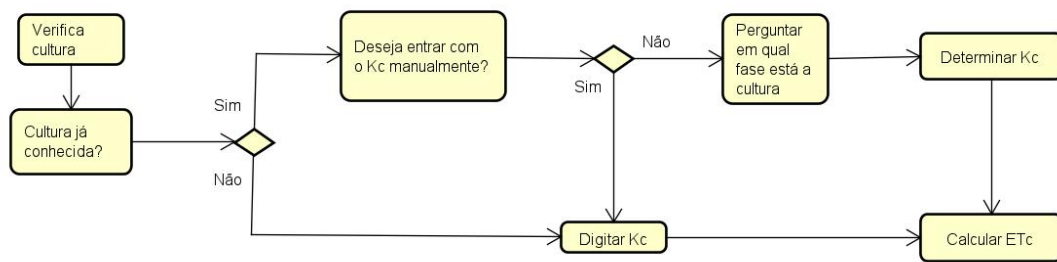 Verifica
cultura
Cultura já
conhecida?
Sim
Não
Deseja entrar com
o Kc manualmente?
Não
Sim
Perguntar
em qual
fase está a
cultura
Determinar Kc
Digitar Kc
Calcular ETc